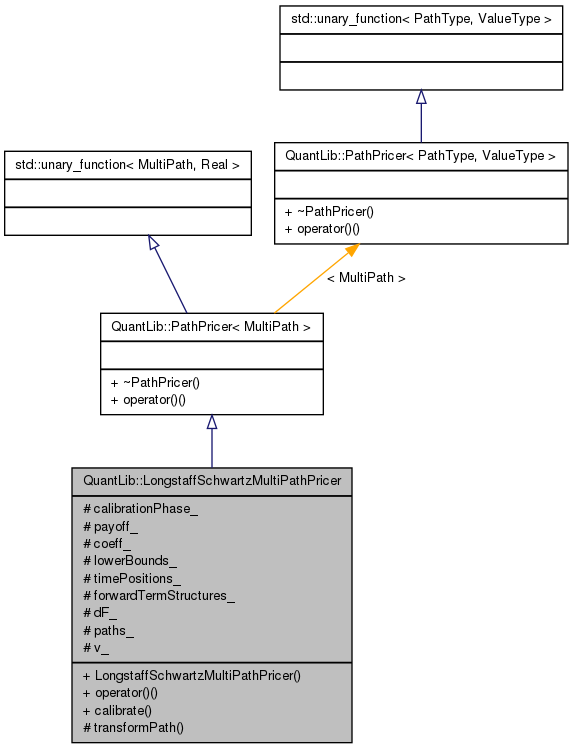 std::unary_function< PathType, ValueType >
std::unary_function< MultiPath, Real >
QuantLib::PathPricer< PathType, ValueType >
+ ~PathPricer()
+ operator()()
< MultiPath >
QuantLib::PathPricer< MultiPath >
+ ~PathPricer()
+ operator()()
QuantLib::LongstaffSchwartzMultiPathPricer
# calibrationPhase_
# payoff_
# coeff_
# lowerBounds_
# timePositions_
# forwardTermStructures_
# dF_
# paths_
# v_
+ LongstaffSchwartzMultiPathPricer()
+ operator()()
+ calibrate()
# transformPath()